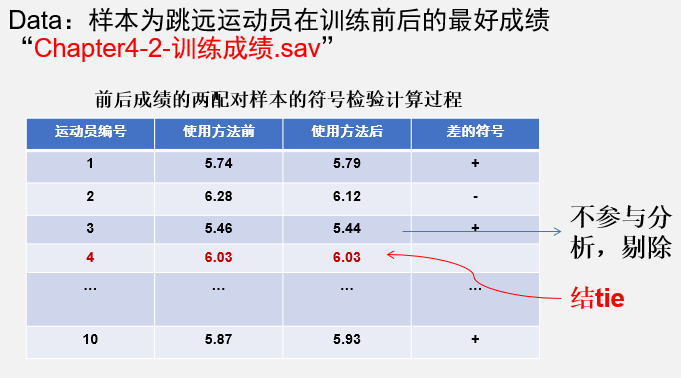 Data：样本为跳远运动员在训练前后的最好成绩
“Chapter4-2-训练成绩.sav”
前后成绩的两配对样本的符号检验计算过程
运动员编号 使用方法前 使用方法后 差的符号
1 5.74 5.79 +
2 6.28 6.12 -
3 5.46 5.44 +
4 6.03 6.03
… … … …
10 5.87 5.93 +
不参与分
析，剔除
结tie